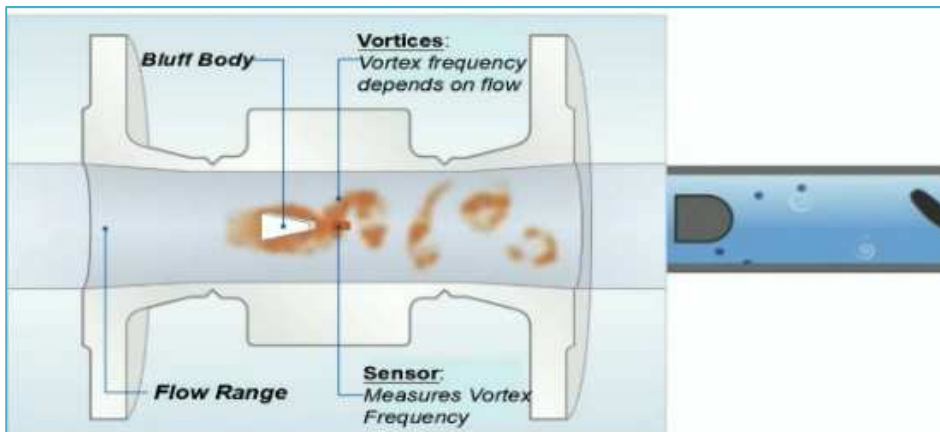 Bluff Body
Vortices:
Vortex frequency
depends on flow
Flow Range
Sensor:
Measures Vortex
Frequency